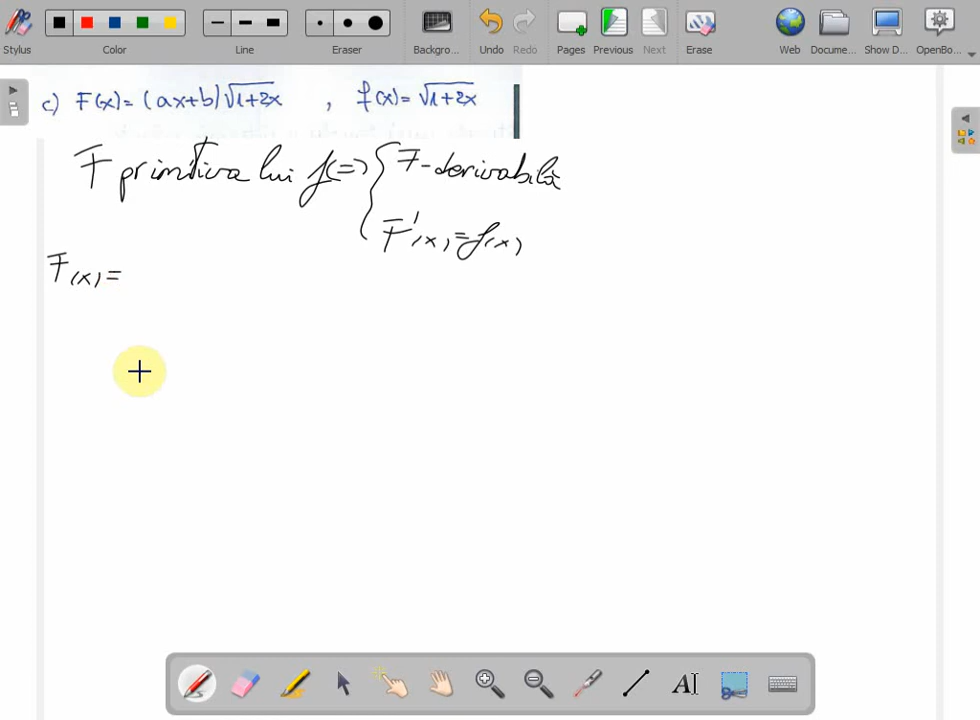 Stylus Color Line Eraser Backgro... Undo Redo Pages Previous Next Erase Web Docume... Show D... OpenBo...
c) F(x)=(ax+b)√1+2x , f(x)=√1+2x
F primitiva lui f(=) { F-derivabilă
F'(x)=f(x)
F(x)=